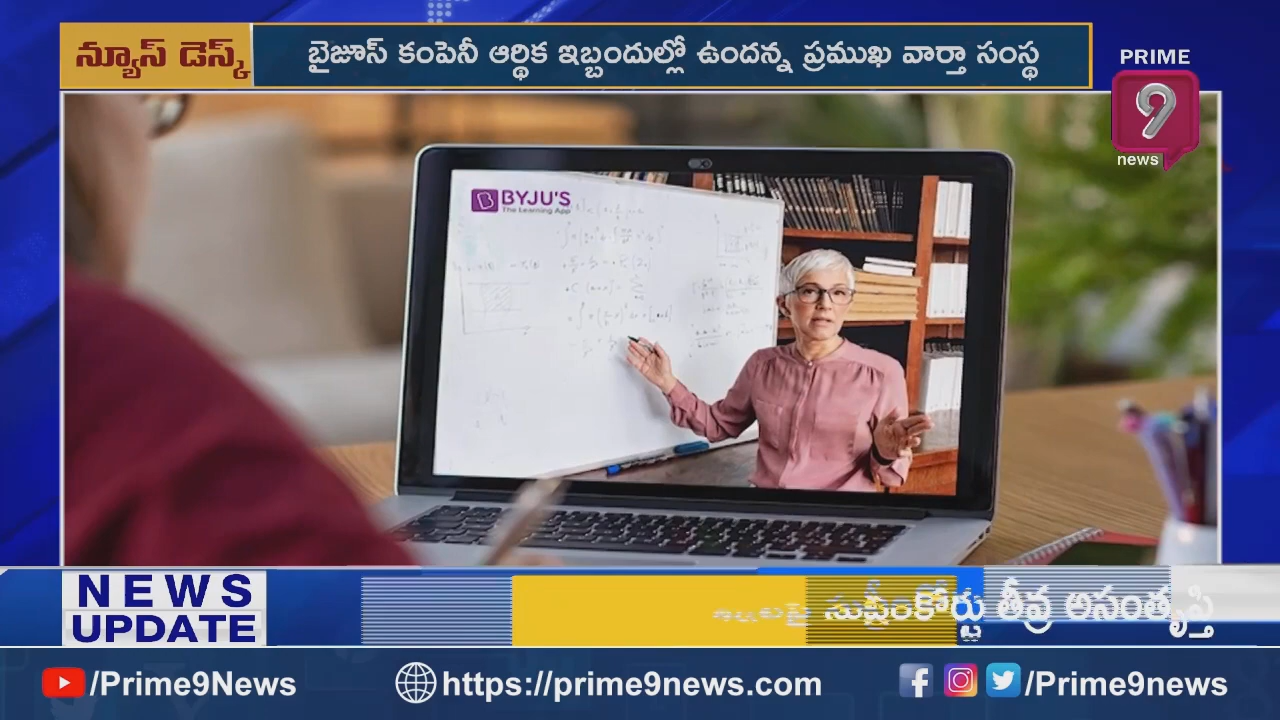 న్యూస్ డెస్క్
బైజూస్ కంపెనీ ఆర్థిక ఇబ్బందుల్లో ఉందన్న ప్రముఖ వార్తా సంస్థ
PRIME
9
news
BYJU'S
The Learning App
NEWS
UPDATE
సుప్రీంకోర్టు తీవ్ర అసంతృప్తి
/Prime9News
https://prime9news.com
/Prime9news